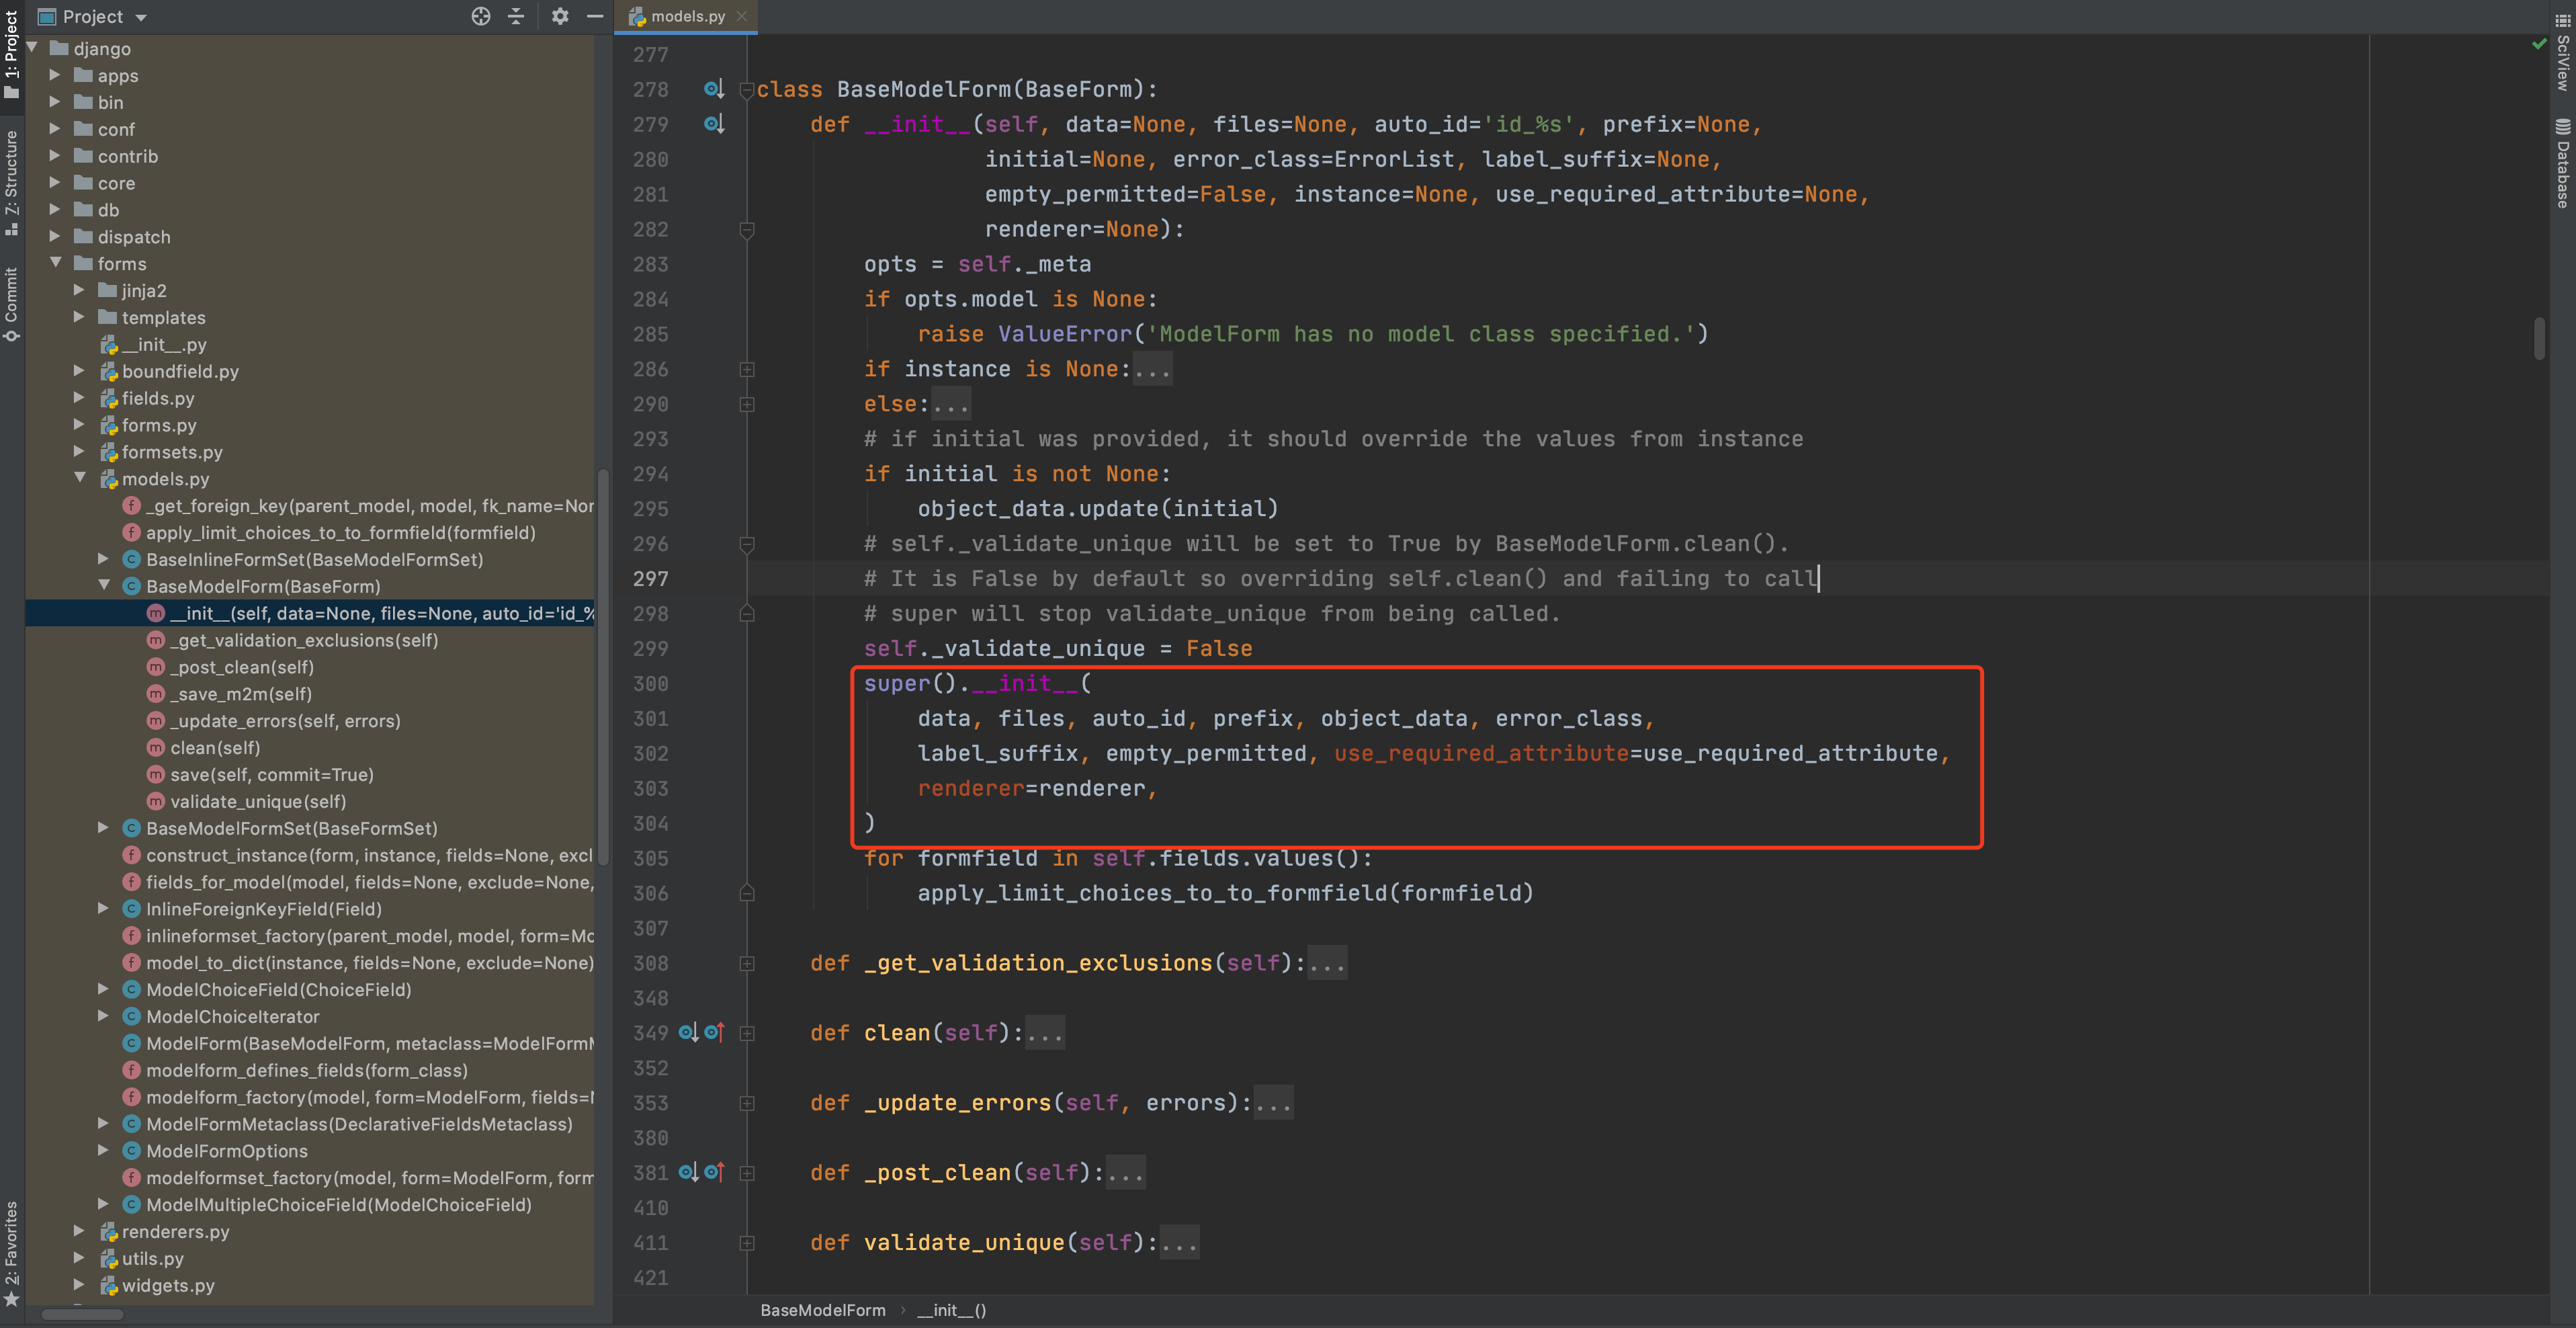 Project
models.py
1: Project
7: Structure
Commit
2: Favorites
django
apps
bin
conf
contrib
core
db
dispatch
forms
jinja2
templates
__init__.py
boundfield.py
fields.py
forms.py
formsets.py
models.py
_get_foreign_key(parent_model, model, fk_name=Nor
apply_limit_choices_to_to_formfield(formfield)
BaseInlineFormSet(BaseModelFormSet)
BaseModelForm(BaseForm)
__init__(self, data=None, files=None, auto_id='id_%
_get_validation_exclusions(self)
_post_clean(self)
_save_m2m(self)
_update_errors(self, errors)
clean(self)
save(self, commit=True)
validate_unique(self)
BaseModelFormSet(BaseFormSet)
construct_instance(form, instance, fields=None, excl
fields_for_model(model, fields=None, exclude=None,
InlineForeignKeyField(Field)
inlineformset_factory(parent_model, model, form=Mo
model_to_dict(instance, fields=None, exclude=None)
ModelChoiceField(ChoiceField)
ModelChoiceIterator
ModelForm(BaseModelForm, metaclass=ModelFormM
modelform_defines_fields(form_class)
modelform_factory(model, form=ModelForm, fields=N
ModelFormMetaclass(DeclarativeFieldsMetaclass)
ModelFormOptions
modelformset_factory(model, form=ModelForm, form
ModelMultipleChoiceField(ModelChoiceField)
renderers.py
utils.py
widgets.py
277
278 class BaseModelForm(BaseForm):
279 def __init__(self, data=None, files=None, auto_id='id_%s', prefix=None,
280 initial=None, error_class=ErrorList, label_suffix=None,
281 empty_permitted=False, instance=None, use_required_attribute=None,
282 renderer=None):
283 opts = self._meta
284 if opts.model is None:
285 raise ValueError('ModelForm has no model class specified.')
286 if instance is None:...
290 else:...
293 # if initial was provided, it should override the values from instance
294 if initial is not None:
295 object_data.update(initial)
296 # self._validate_unique will be set to True by BaseModelForm.clean().
297 # It is False by default so overriding self.clean() and failing to call
298 # super will stop validate_unique from being called.
299 self._validate_unique = False
300 super().__init__(
301 data, files, auto_id, prefix, object_data, error_class,
302 label_suffix, empty_permitted, use_required_attribute=use_required_attribute,
303 renderer=renderer,
304 )
305 for formfield in self.fields.values():
306 apply_limit_choices_to_to_formfield(formfield)
307
308 def _get_validation_exclusions(self):...
348
349 def clean(self):...
352
353 def _update_errors(self, errors):...
380
381 def _post_clean(self):...
410
411 def validate_unique(self):...
421
BaseModelForm › __init__()
SciView
Database